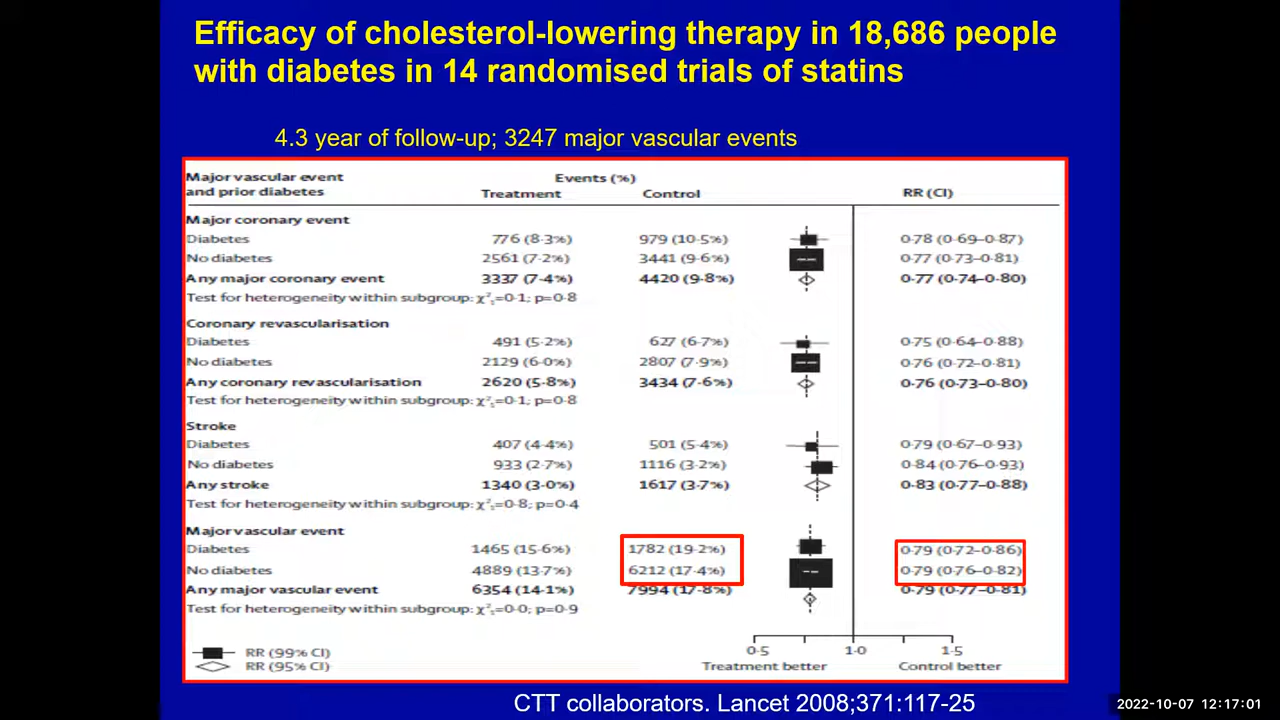 Efficacy of cholesterol-lowering therapy in 18,686 people
with diabetes in 14 randomised trials of statins
4.3 year of follow-up; 3247 major vascular events
Major vascular event Events (%)
and prior diabetes Treatment Control RR (CI)
Major coronary event
Diabetes 776 (8·3%) 979 (10·5%) 0·78 (0·69–0·87)
No diabetes 2561 (7·2%) 3441 (9·6%) 0·77 (0·73–0·81)
Any major coronary event 3337 (7·4%) 4420 (9·8%) 0·77 (0·74–0·80)
Test for heterogeneity within subgroup: χ²₁=0·1; p=0·8
Coronary revascularisation
Diabetes 491 (5·2%) 627 (6·7%) 0·75 (0·64–0·88)
No diabetes 2129 (6·0%) 2807 (7·9%) 0·76 (0·72–0·81)
Any coronary revascularisation 2620 (5·8%) 3434 (7·6%) 0·76 (0·73–0·80)
Test for heterogeneity within subgroup: χ²₁=0·1; p=0·8
Stroke
Diabetes 407 (4·4%) 501 (5·4%) 0·79 (0·67–0·93)
No diabetes 933 (2·7%) 1116 (3·2%) 0·84 (0·76–0·93)
Any stroke 1340 (3·0%) 1617 (3·7%) 0·83 (0·77–0·88)
Test for heterogeneity within subgroup: χ²₁=0·8; p=0·4
Major vascular event
Diabetes 1465 (15·6%) 1782 (19·2%) 0·79 (0·72–0·86)
No diabetes 4889 (13·7%) 6212 (17·4%) 0·79 (0·76–0·82)
Any major vascular event 6354 (14·1%) 7994 (17·8%) 0·79 (0·77–0·81)
Test for heterogeneity within subgroup: χ²₁=0·0; p=0·9
0·5 1·0 1·5
RR (99% CI)
RR (95% CI)
Treatment better Control better
CTT collaborators. Lancet 2008;371:117-25
2022-10-07 12:17:01